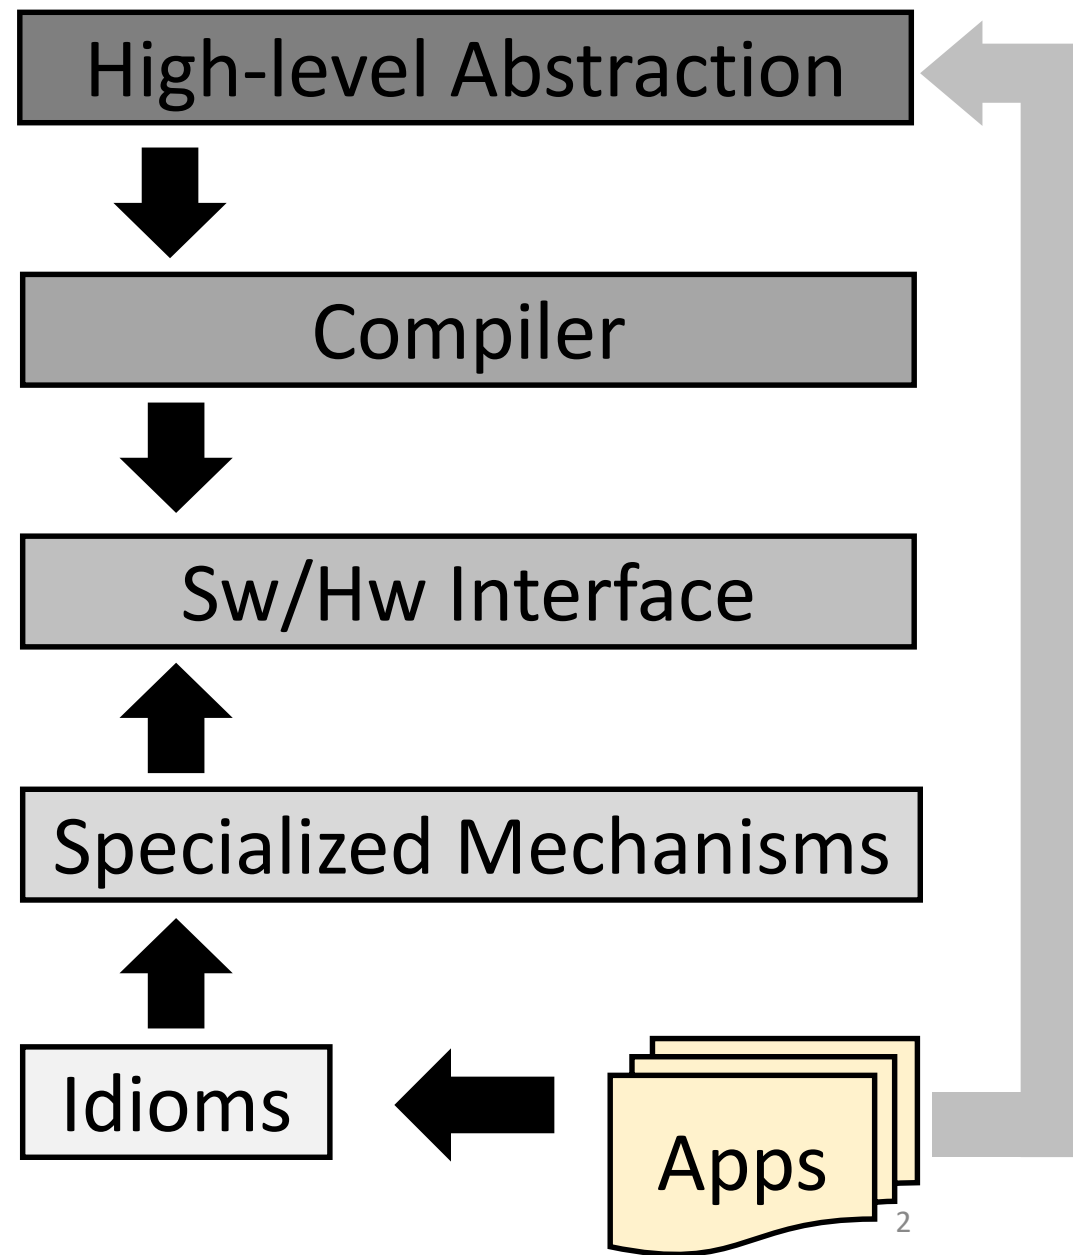 High-level Abstraction
Compiler
Sw/Hw Interface
Specialized Mechanisms
Idioms
Apps
2